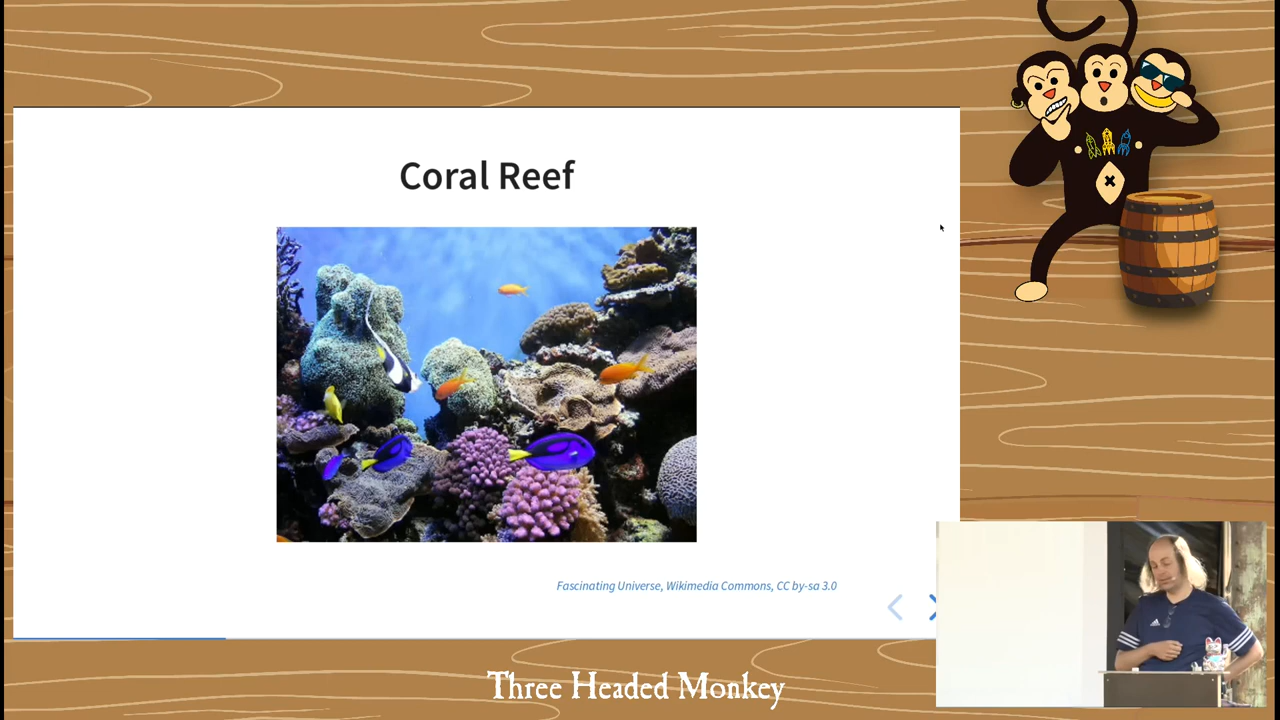 Coral Reef
Fascinating Universe, Wikimedia Commons, CC by-sa 3.0
Three Headed Monkey